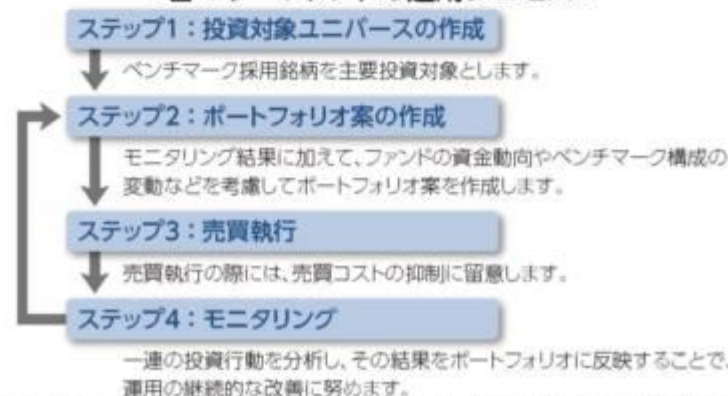 ステップ1：投資対象ユニバースの作成
ベンチマーク採用銘柄を主要投資対象とします。
ステップ2：ポートフォリオ案の作成
モニタリング結果に加えて、ファンドの資金動向やベンチマーク構成の
変動などを考慮してポートフォリオ案を作成します。
ステップ3：売買執行
売買執行の際には、売買コストの抑制に留意します。
ステップ4：モニタリング
一連の投資行動を分析し、その結果をポートフォリオに反映することで、
運用の継続的な改善に努めます。